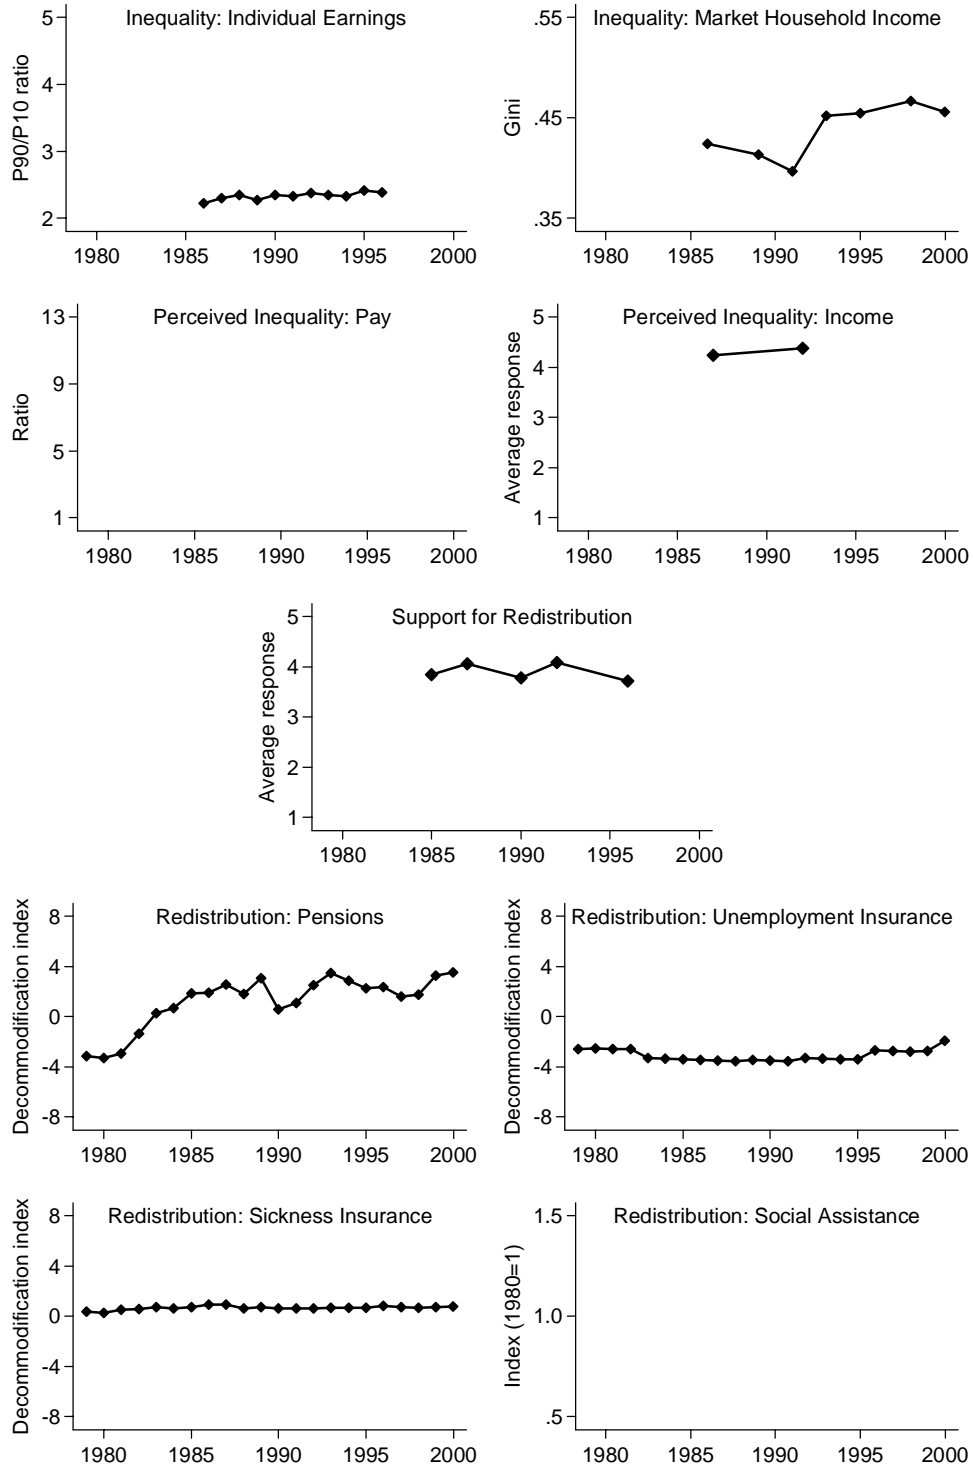 Inequality: Individual Earnings
P90/P10 ratio
5
4
3
2
1980 1985 1990 1995 2000
Inequality: Market Household Income
Gini
.55
.45
.35
1980 1985 1990 1995 2000
Perceived Inequality: Pay
Ratio
13
9
5
1
1980 1985 1990 1995 2000
Perceived Inequality: Income
Average response
5
4
3
2
1
1980 1985 1990 1995 2000
Support for Redistribution
Average response
5
4
3
2
1
1980 1985 1990 1995 2000
Redistribution: Pensions
Decommodification index
8
4
0
-4
-8
1980 1985 1990 1995 2000
Redistribution: Unemployment Insurance
Decommodification index
8
4
0
-4
-8
1980 1985 1990 1995 2000
Redistribution: Sickness Insurance
Decommodification index
8
4
0
-4
-8
1980 1985 1990 1995 2000
Redistribution: Social Assistance
Index (1980=1)
1.5
1.0
.5
1980 1985 1990 1995 2000